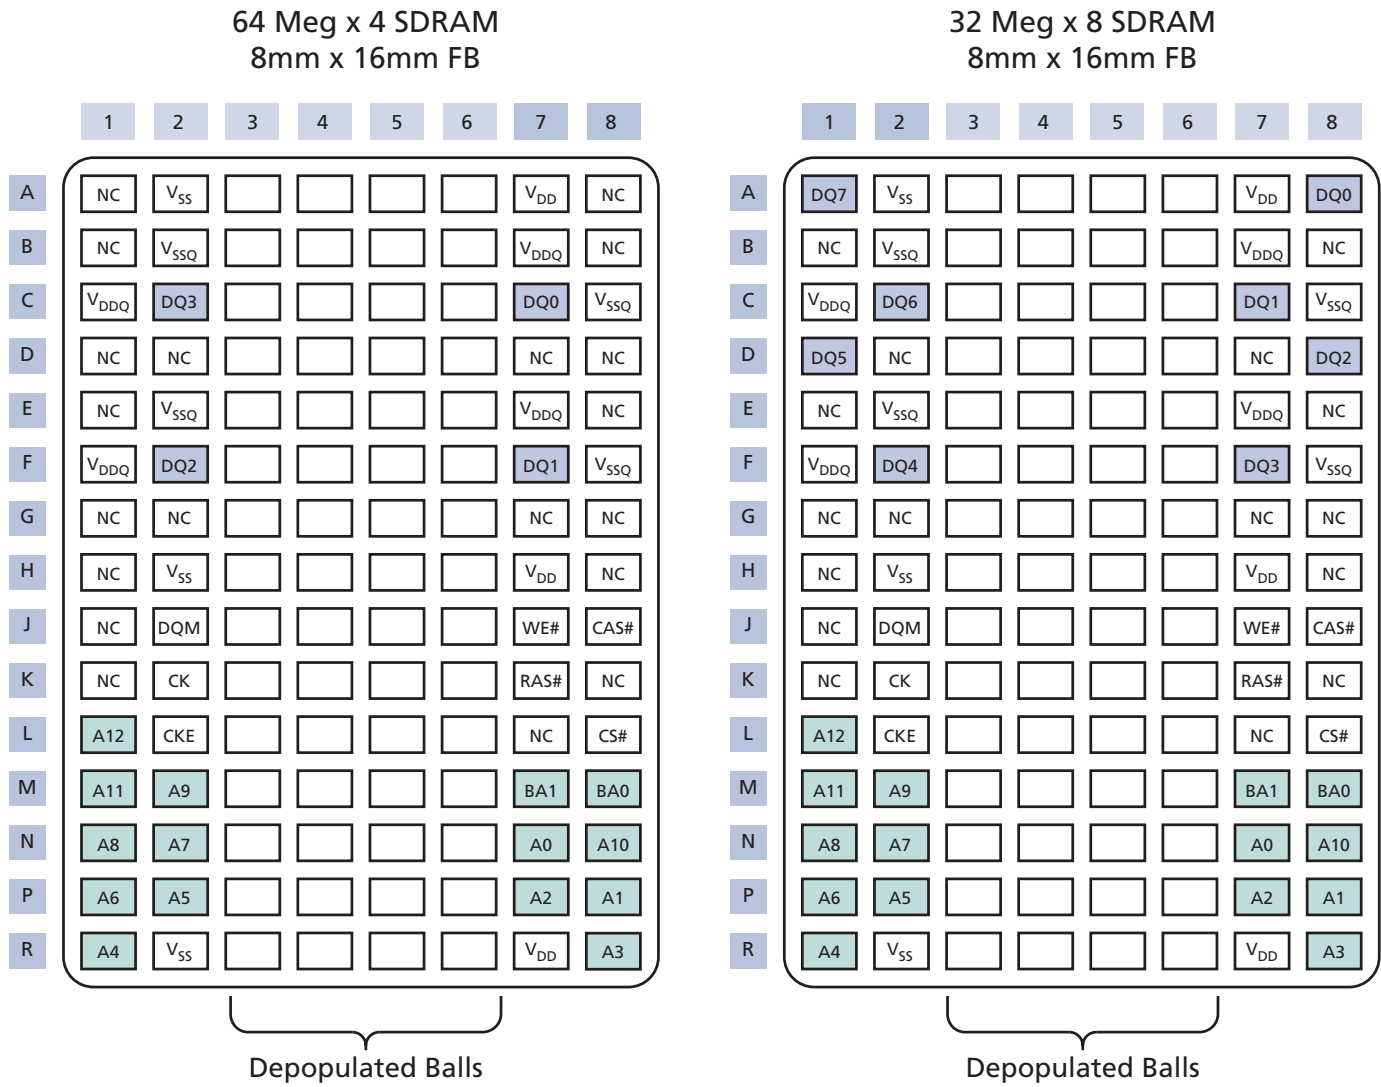 64 Meg x 4 SDRAM
8mm x 16mm FB
1 2 3 4 5 6 7 8
A NC VSS VDD NC
B NC VSSQ VDDQ NC
C VDDQ DQ3 DQ0 VSSQ
D NC NC NC NC
E NC VSSQ VDDQ NC
F VDDQ DQ2 DQ1 VSSQ
G NC NC NC NC
H NC VSS VDD NC
J NC DQM WE# CAS#
K NC CK RAS# NC
L A12 CKE NC CS#
M A11 A9 BA1 BA0
N A8 A7 A0 A10
P A6 A5 A2 A1
R A4 VSS VDD A3
Depopulated Balls
32 Meg x 8 SDRAM
8mm x 16mm FB
1 2 3 4 5 6 7 8
A DQ7 VSS VDD DQ0
B NC VSSQ VDDQ NC
C VDDQ DQ6 DQ1 VSSQ
D DQ5 NC NC DQ2
E NC VSSQ VDDQ NC
F VDDQ DQ4 DQ3 VSSQ
G NC NC NC NC
H NC VSS VDD NC
J NC DQM WE# CAS#
K NC CK RAS# NC
L A12 CKE NC CS#
M A11 A9 BA1 BA0
N A8 A7 A0 A10
P A6 A5 A2 A1
R A4 VSS VDD A3
Depopulated Balls